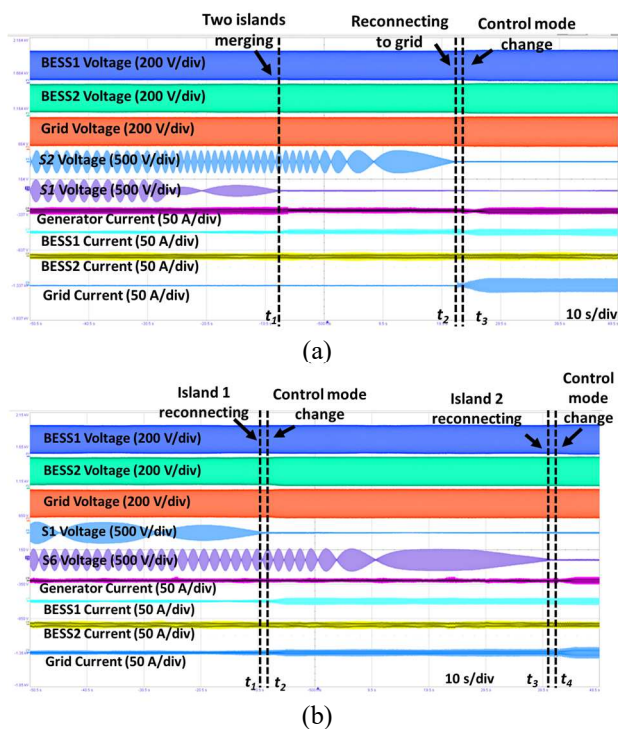 Two islands merging
Reconnecting to grid
Control mode change
BESS1 Voltage (200 V/div)
BESS2 Voltage (200 V/div)
Grid Voltage (200 V/div)
S2 Voltage (500 V/div)
S1 Voltage (500 V/div)
Generator Current (50 A/div)
BESS1 Current (50 A/div)
BESS2 Current (50 A/div)
Grid Current (50 A/div)
10 s/div
t1 t2 t3
(a)
Island 1 reconnecting
Control mode change
Island 2 reconnecting
Control mode change
BESS1 Voltage (200 V/div)
BESS2 Voltage (200 V/div)
Grid Voltage (200 V/div)
S1 Voltage (500 V/div)
S6 Voltage (500 V/div)
Generator Current (50 A/div)
BESS1 Current (50 A/div)
BESS2 Current (50 A/div)
Grid Current (50 A/div)
10 s/div
t1 t2 t3 t4
(b)